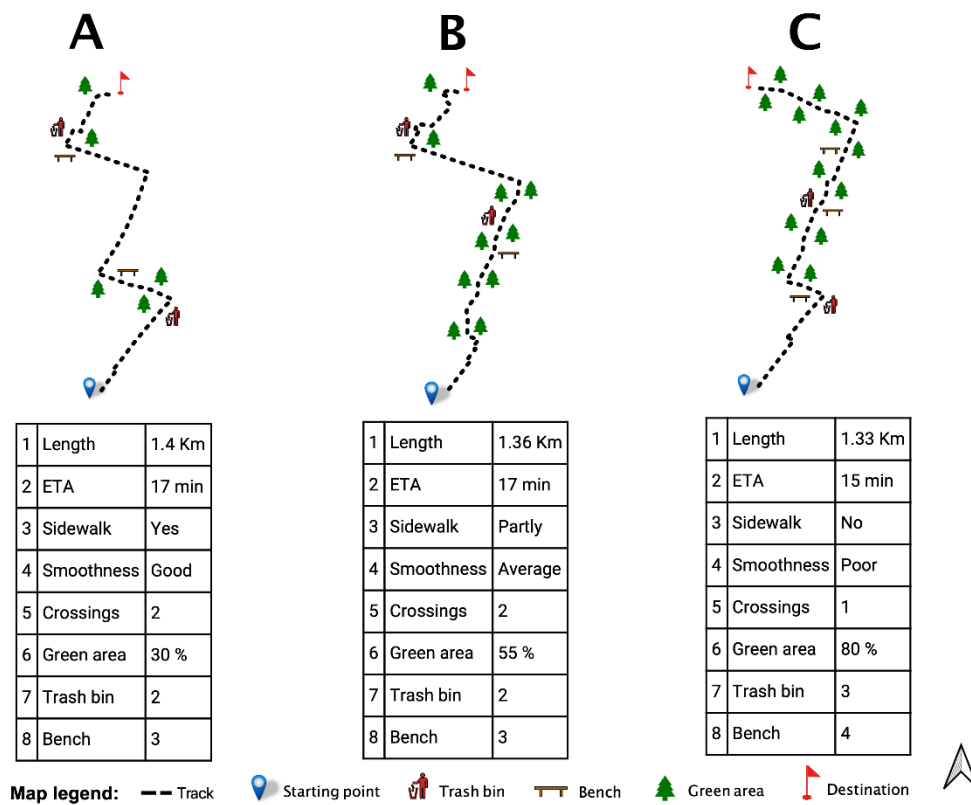 A B C
1 Length 1.4 Km
2 ETA 17 min
3 Sidewalk Yes
4 Smoothness Good
5 Crossings 2
6 Green area 30 %
7 Trash bin 2
8 Bench 3
1 Length 1.36 Km
2 ETA 17 min
3 Sidewalk Partly
4 Smoothness Average
5 Crossings 2
6 Green area 55 %
7 Trash bin 2
8 Bench 3
1 Length 1.33 Km
2 ETA 15 min
3 Sidewalk No
4 Smoothness Poor
5 Crossings 1
6 Green area 80 %
7 Trash bin 3
8 Bench 4
Map legend: Track Starting point Trash bin Bench Green area Destination